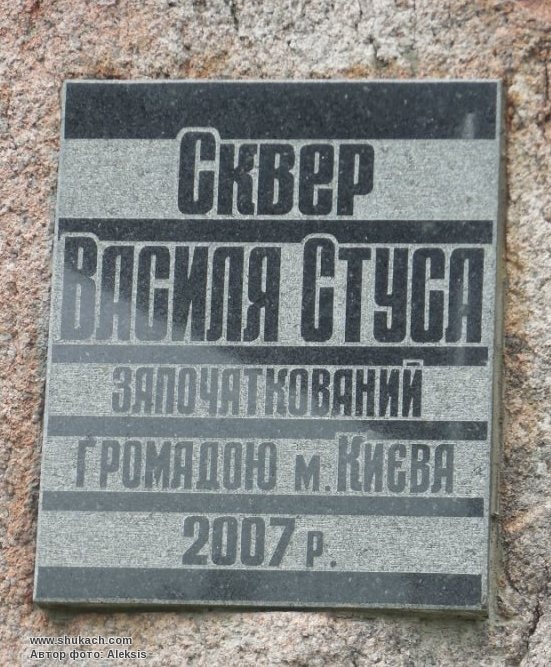 Сквер
Василя Стуса
започаткований
громадою м. Києва
2007 р.
www.shukach.com
Автор фото: Aleksis